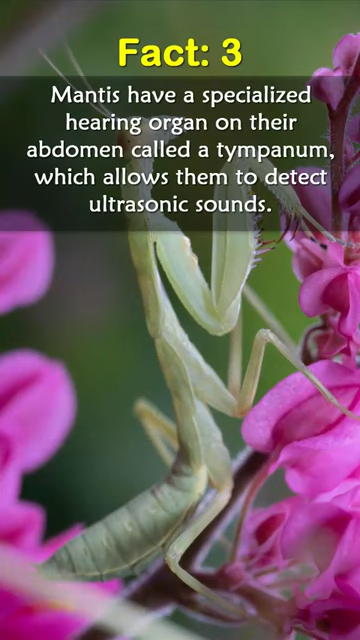 Fact: 3
Mantis have a specialized
hearing organ on their
abdomen called a tympanum,
which allows them to detect
ultrasonic sounds.